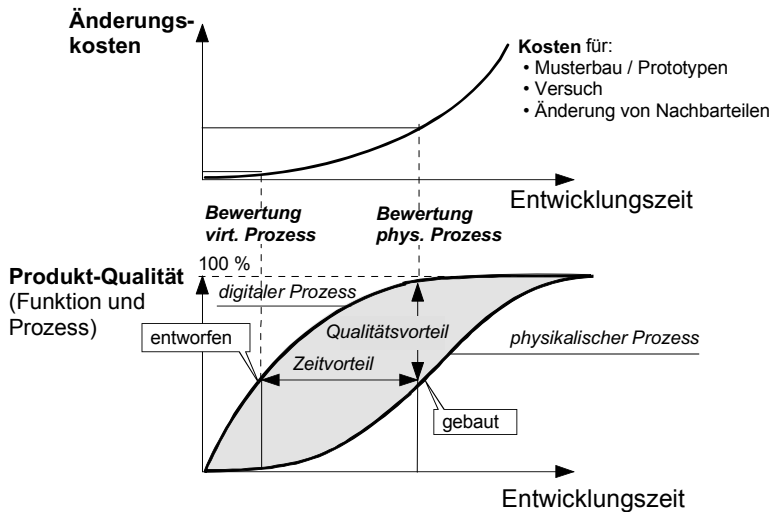 Änderungs-
kosten
Kosten für:
• Musterbau / Prototypen
• Versuch
• Änderung von Nachbarteilen
Entwicklungszeit
Bewertung
virt. Prozess
Bewertung
phys. Prozess
Produkt-Qualität
(Funktion und
Prozess)
100 %
digitaler Prozess
entworfen
Qualitätsvorteil
physikalischer Prozess
Zeitvorteil
gebaut
Entwicklungszeit